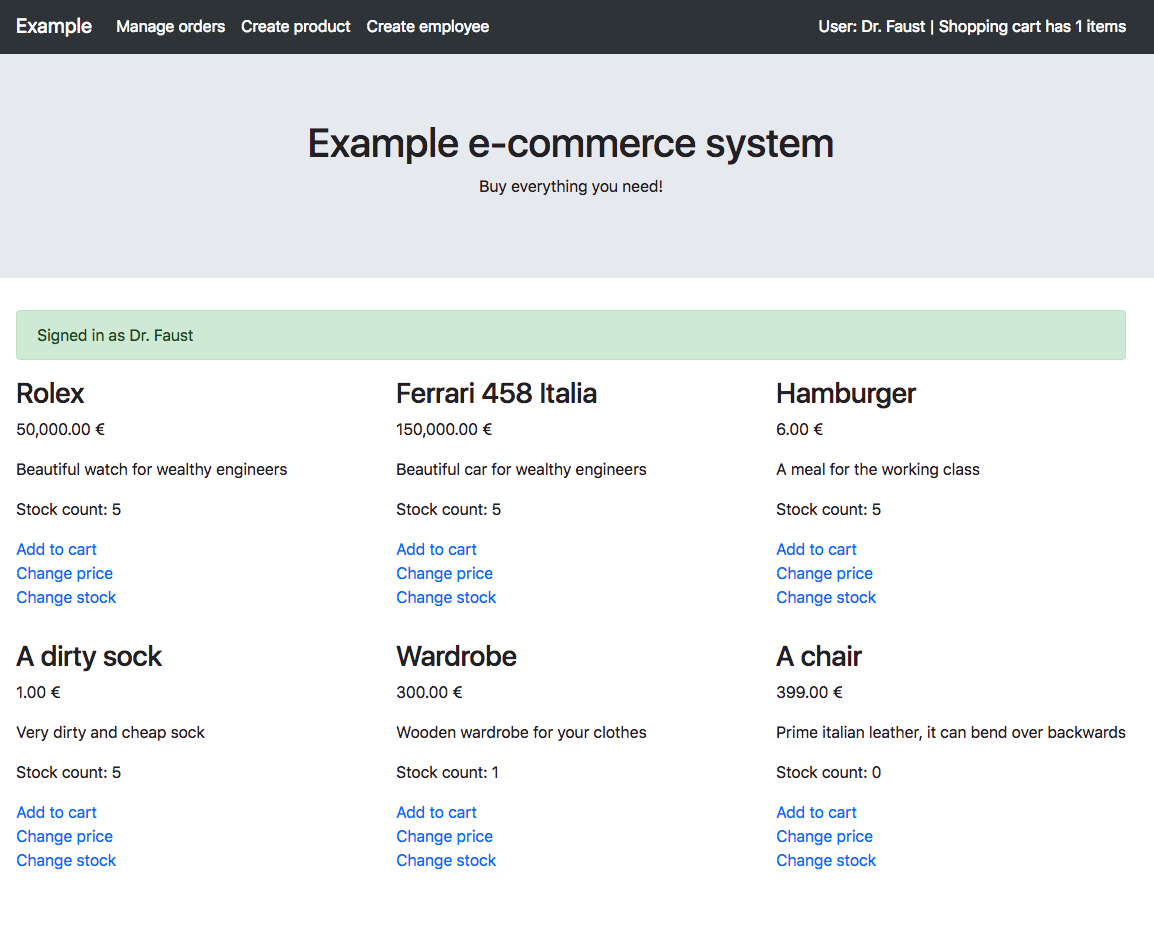 Example Manage orders Create product Create employee User: Dr. Faust | Shopping cart has 1 items
Example e-commerce system
Buy everything you need!
Signed in as Dr. Faust
Rolex
50,000.00 €
Beautiful watch for wealthy engineers
Stock count: 5
Add to cart
Change price
Change stock
Ferrari 458 Italia
150,000.00 €
Beautiful car for wealthy engineers
Stock count: 5
Add to cart
Change price
Change stock
Hamburger
6.00 €
A meal for the working class
Stock count: 5
Add to cart
Change price
Change stock
A dirty sock
1.00 €
Very dirty and cheap sock
Stock count: 5
Add to cart
Change price
Change stock
Wardrobe
300.00 €
Wooden wardrobe for your clothes
Stock count: 1
Add to cart
Change price
Change stock
A chair
399.00 €
Prime italian leather, it can bend over backwards
Stock count: 0
Add to cart
Change price
Change stock